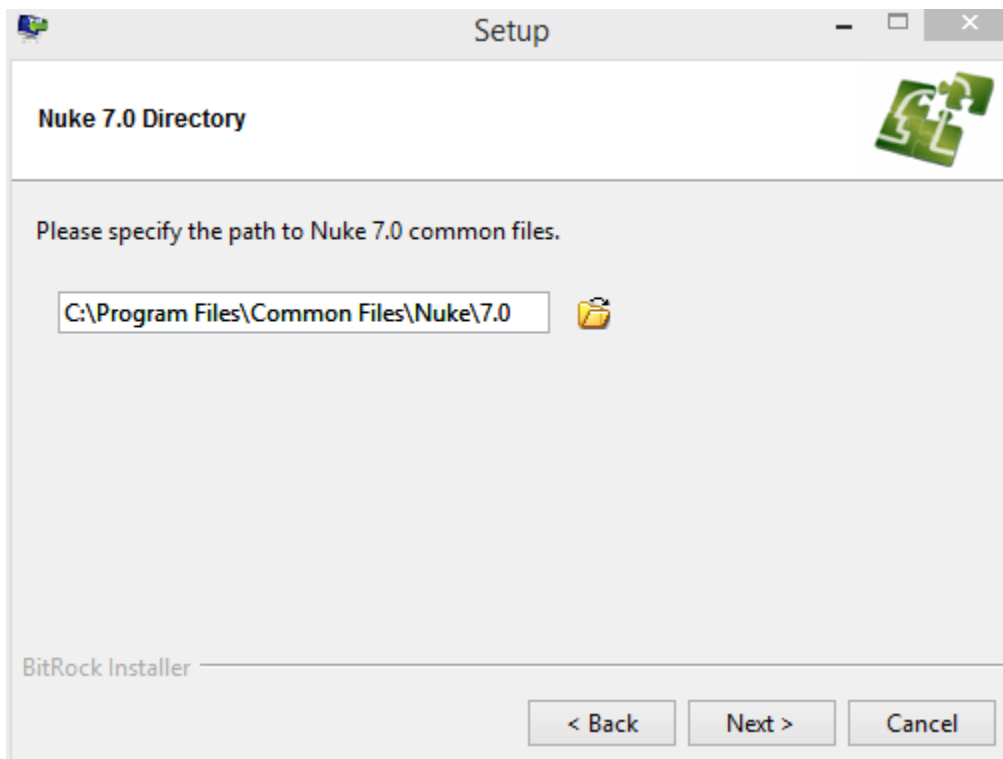 Setup
Nuke 7.0 Directory
Please specify the path to Nuke 7.0 common files.
C:\Program Files\Common Files\Nuke\7.0
BitRock Installer
< Back Next > Cancel